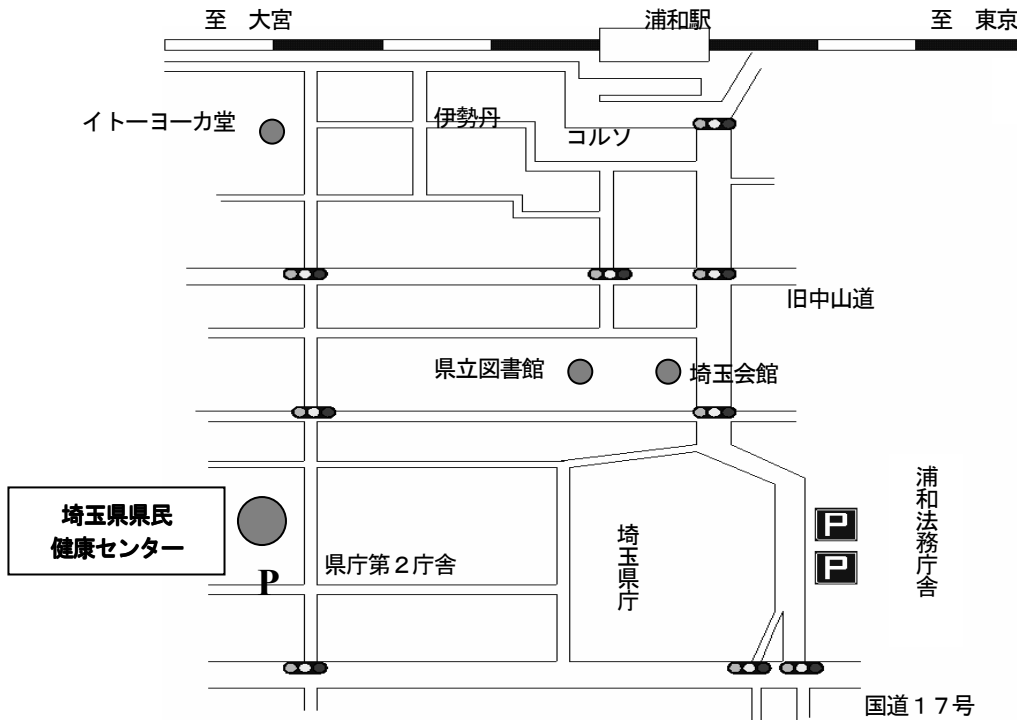 至　大宮
浦和駅
至　東京
イトーヨーカ堂
伊勢丹
コルソ
旧中山道
県立図書館
埼玉会館
埼玉県県民
健康センター
P
県庁第２庁舎
埼玉県庁
P
P
浦和法務庁舎
国道１７号